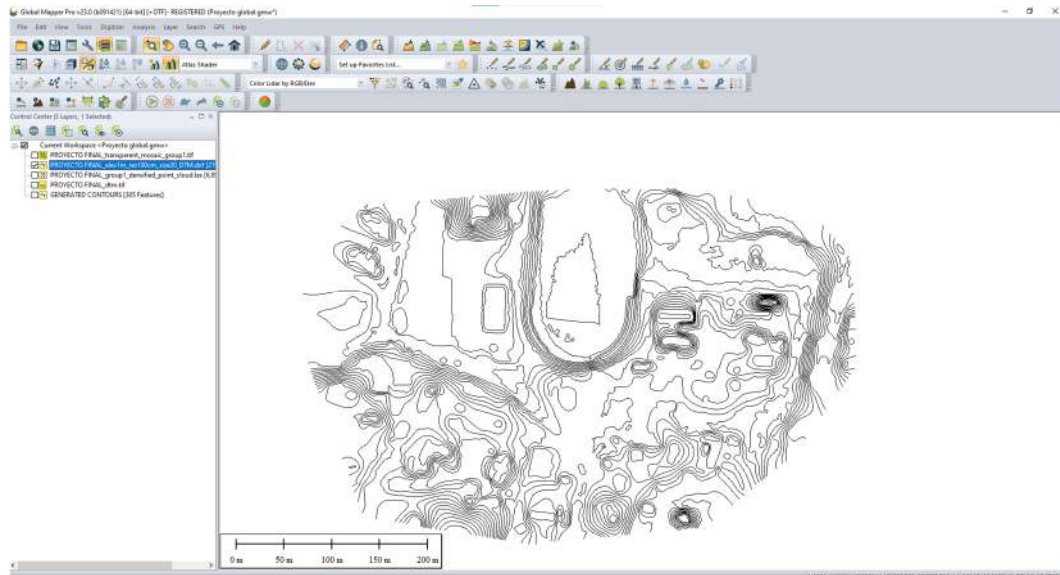 Global Mapper Pro v23.0 (b091421) [64-bit] [+OTF]- REGISTERED (Proyecto global.gmw*)
File Edit View Tools Digitizer Analysis Layer Search GPS Help
Atlas Shader
Set up Favorites List...
Color Lidar by RGB/Elev
Control Center (5 Layers, 1 Selected)
Current Workspace <Proyecto global.gmw>
PROYECTO FINAL_transparent_mosaic_group1.tif
PROYECTO FINAL_group1_densified_point_cloud.las
PROYECTO FINAL_dtm.tif
GENERATED CONTOURS [305 Features]
0 m 50 m 100 m 150 m 200 m